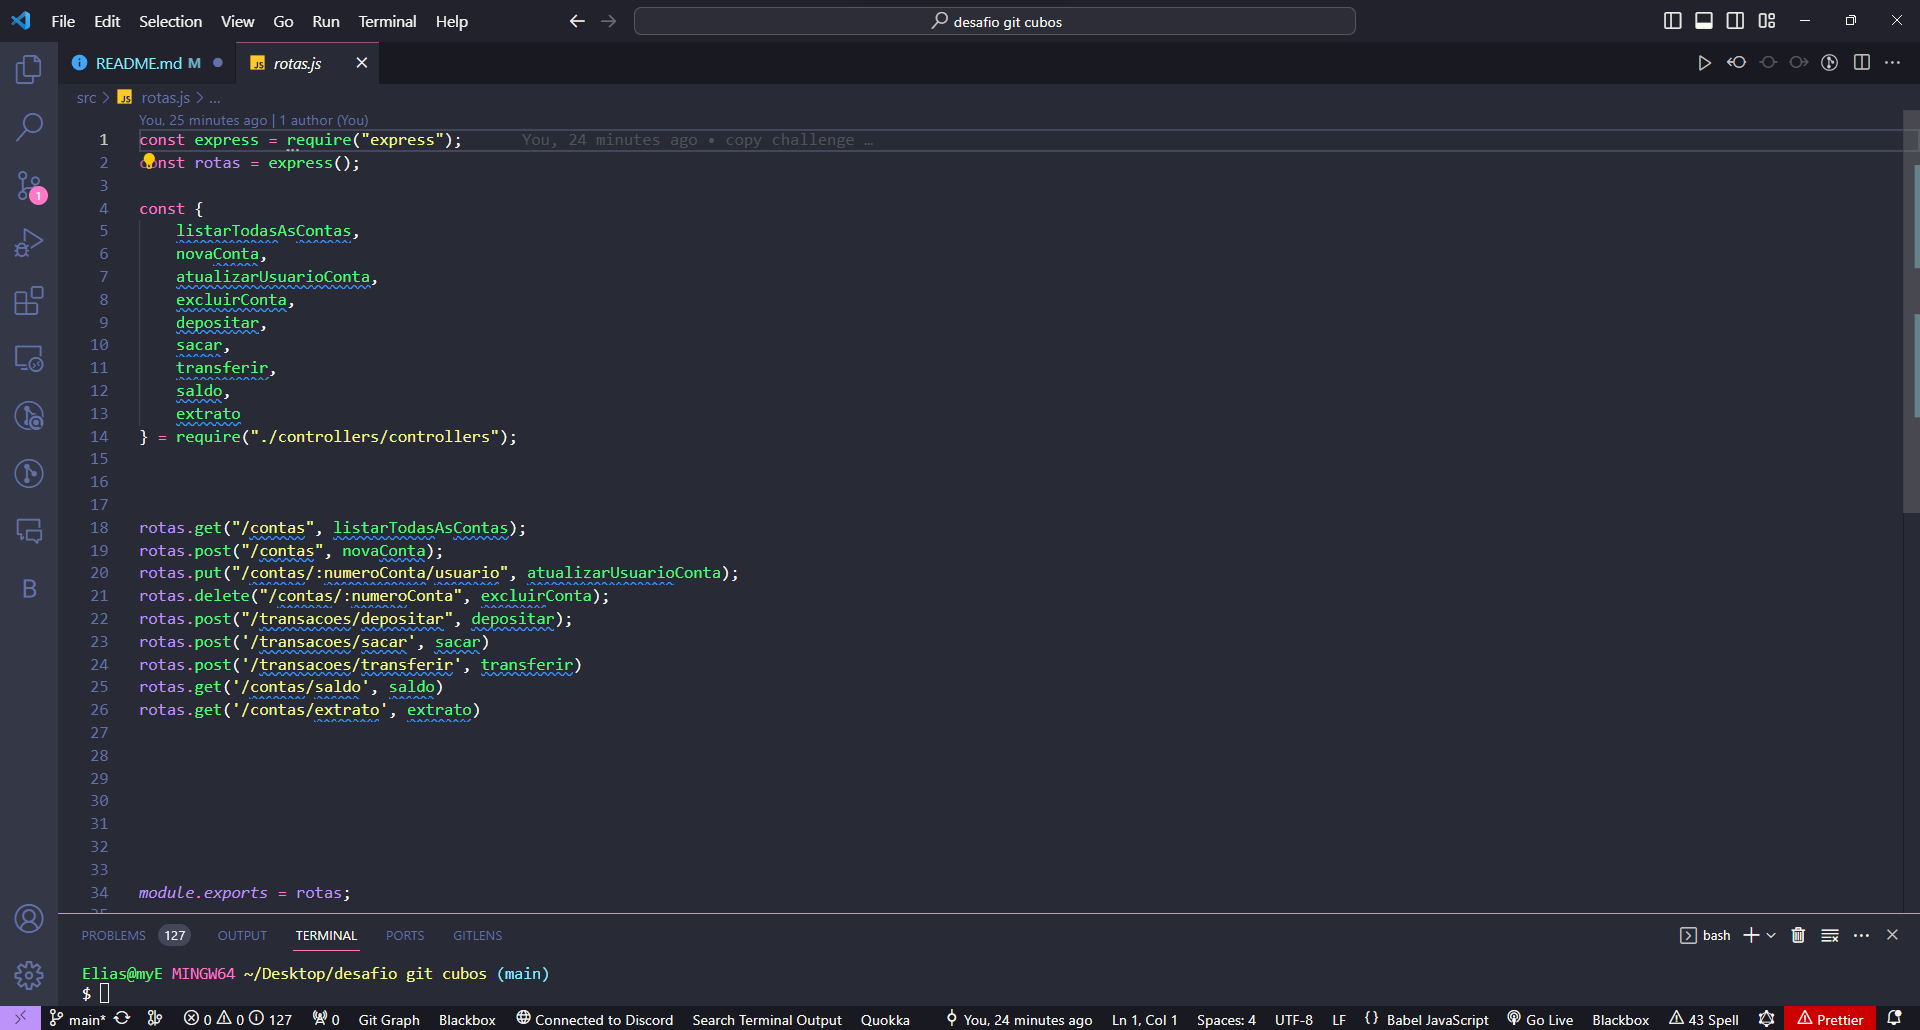 File Edit Selection View Go Run Terminal Help desafio git cubos
README.md M rotas.js
src > rotas.js > ...
You, 25 minutes ago | 1 author (You)
1 const express = require("express"); You, 24 minutes ago • copy challenge …
2 const rotas = express();
3
4 const {
5 listarTodasAsContas,
6 novaConta,
7 atualizarUsuarioConta,
8 excluirConta,
9 depositar,
10 sacar,
11 transferir,
12 saldo,
13 extrato
14 } = require("./controllers/controllers");
15
16
17
18 rotas.get("/contas", listarTodasAsContas);
19 rotas.post("/contas", novaConta);
20 rotas.put("/contas/:numeroConta/usuario", atualizarUsuarioConta);
21 rotas.delete("/contas/:numeroConta", excluirConta);
22 rotas.post("/transacoes/depositar", depositar);
23 rotas.post('/transacoes/sacar', sacar)
24 rotas.post('/transacoes/transferir', transferir)
25 rotas.get('/contas/saldo', saldo)
26 rotas.get('/contas/extrato', extrato)
27
28
29
30
31
32
33
34 module.exports = rotas;
35
PROBLEMS 127 OUTPUT TERMINAL PORTS GITLENS bash
Elias@myE MINGW64 ~/Desktop/desafio git cubos (main)
$
main* 0 0 127 0 Git Graph Blackbox Connected to Discord Search Terminal Output Quokka You, 24 minutes ago Ln 1, Col 1 Spaces: 4 UTF-8 LF { } Babel JavaScript Go Live Blackbox 43 Spell Prettier